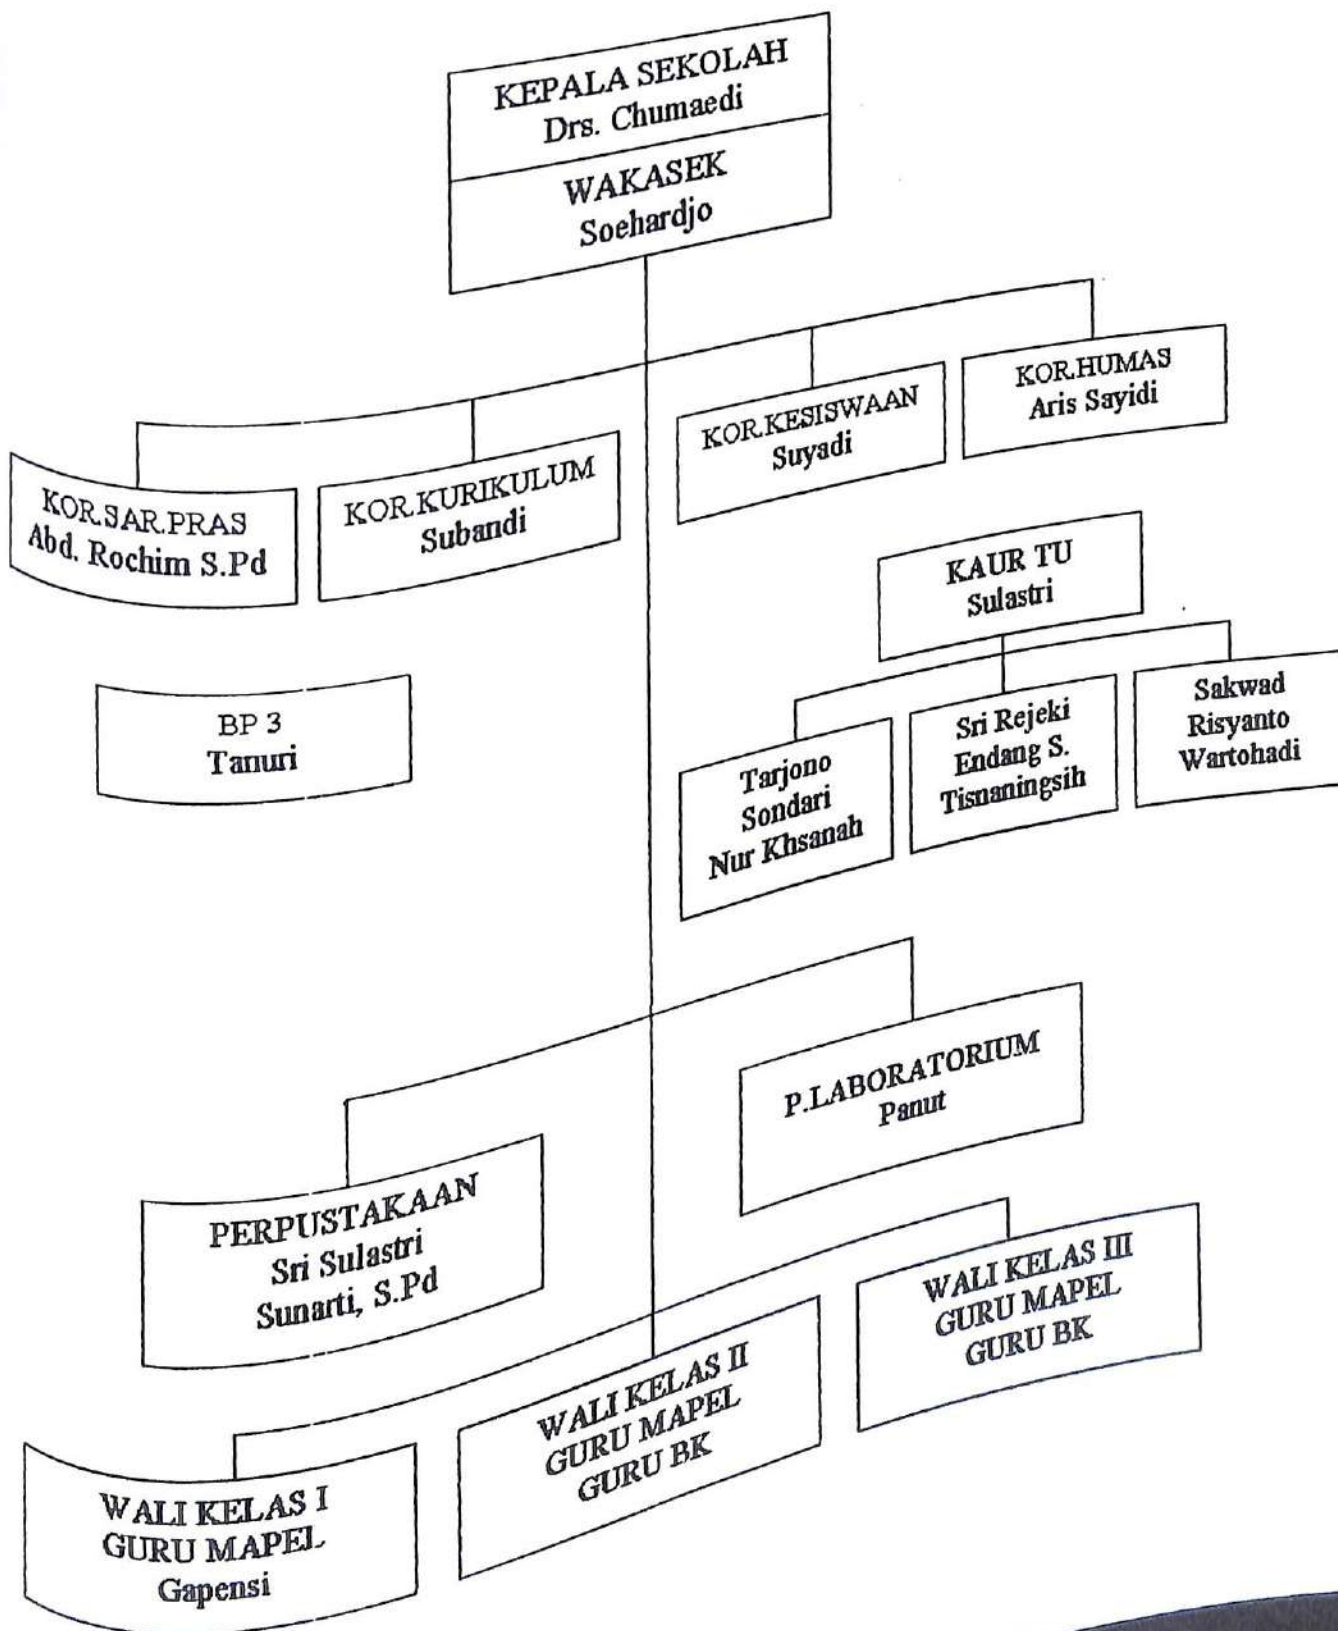 KEPALA SEKOLAH
Drs. Chumaedi
WAKASEK
Soehardjo
KOR.SAR.PRAS
Abd. Rochim S.Pd
KOR.KURIKULUM
Subandi
KOR.KESISWAAN
Suyadi
KOR.HUMAS
Aris Sayidi
KAUR TU
Sulastri
BP 3
Tanuri
Tarjono
Sondari
Nur Khsanah
Sri Rejeki
Endang S.
Tisnaningsih
Sakwad
Risyanto
Wartohadi
P.LABORATORIUM
Panut
PERPUSTAKAAN
Sri Sulastri
Sunarti, S.Pd
WALI KELAS I
GURU MAPEL
Gapensi
WALI KELAS II
GURU MAPEL
GURU BK
WALI KELAS III
GURU MAPEL
GURU BK